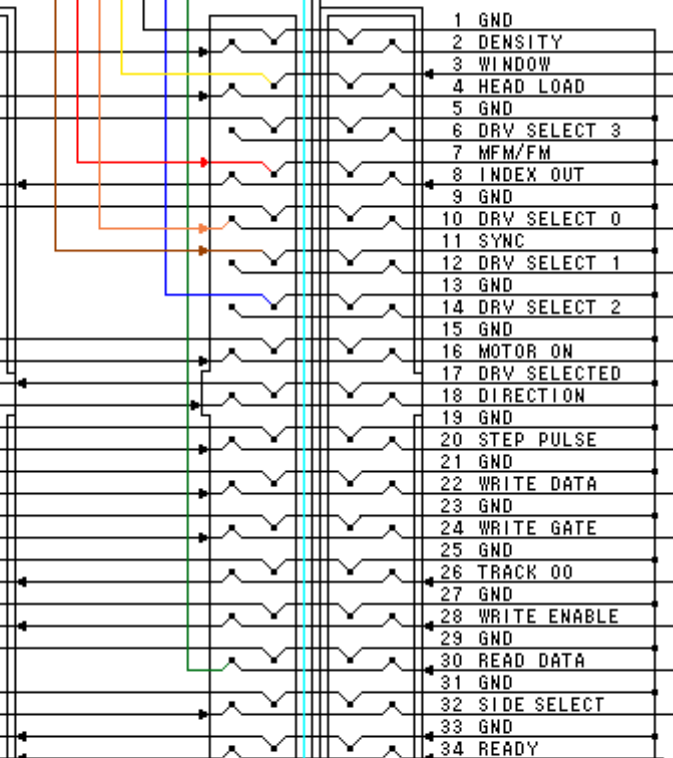 1 GND
2 DENSITY
3 WINDOW
4 HEAD LOAD
5 GND
6 DRV SELECT 3
7 MFM/FM
8 INDEX OUT
9 GND
10 DRV SELECT 0
11 SYNC
12 DRV SELECT 1
13 GND
14 DRV SELECT 2
15 GND
16 MOTOR ON
17 DRV SELECTED
18 DIRECTION
19 GND
20 STEP PULSE
21 GND
22 WRITE DATA
23 GND
24 WRITE GATE
25 GND
26 TRACK 00
27 GND
28 WRITE ENABLE
29 GND
30 READ DATA
31 GND
32 SIDE SELECT
33 GND
34 READY